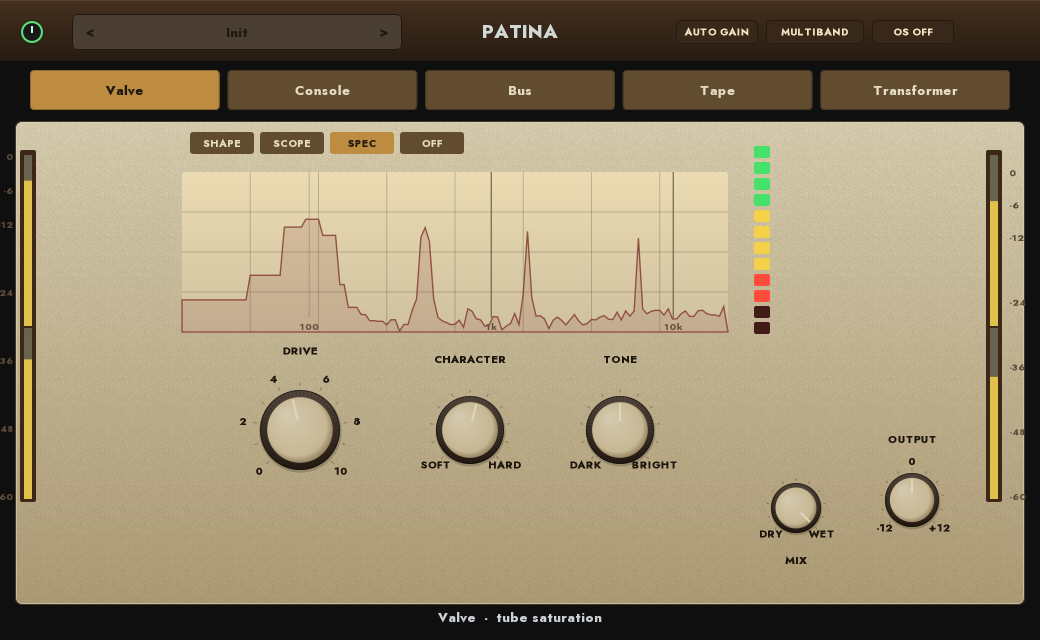 < Init >
PATINA
AUTO GAIN MULTIBAND OS OFF
Valve Console Bus Tape Transformer
SHAPE SCOPE SPEC OFF
0
-6
-12
-24
-36
-48
-60
100 1k 10k
0
-6
-12
-24
-36
-48
-60
DRIVE
0 2 4 6 8 10
CHARACTER
SOFT HARD
TONE
DARK BRIGHT
DRY WET
MIX
OUTPUT
0
-12 +12
Valve - tube saturation